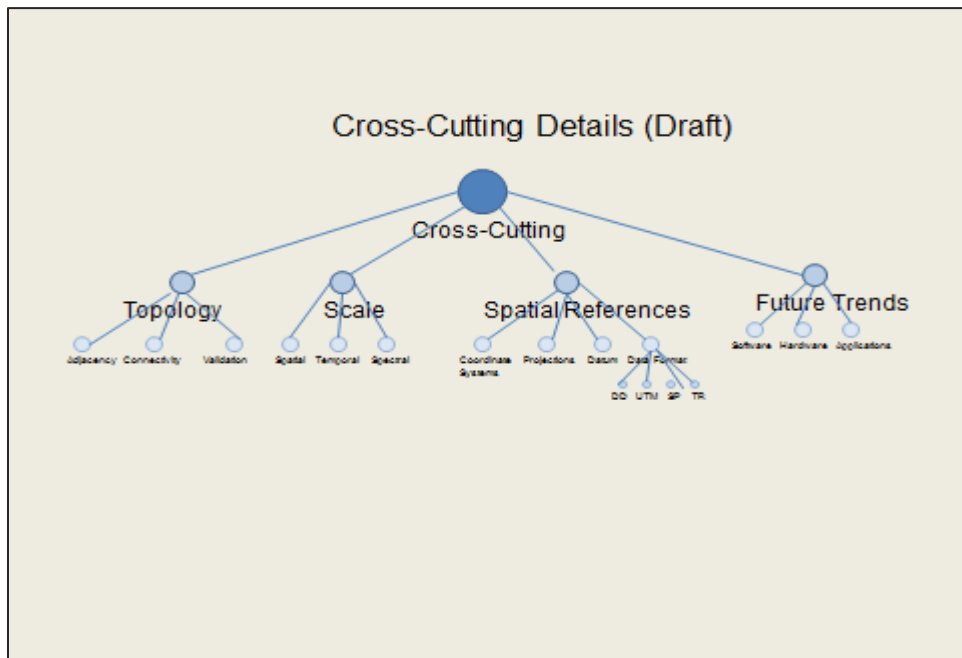 Cross-Cutting Details (Draft)
Cross-Cutting
Topology
Scale
Spatial References
Future Trends
Adjacency
Connectivity
Validation
Spatial
Temporal
Spectral
Coordinate
Systems
Projections
Datum
Data Format
Software
Hardware
Applications
DD
UTM
SP
TR